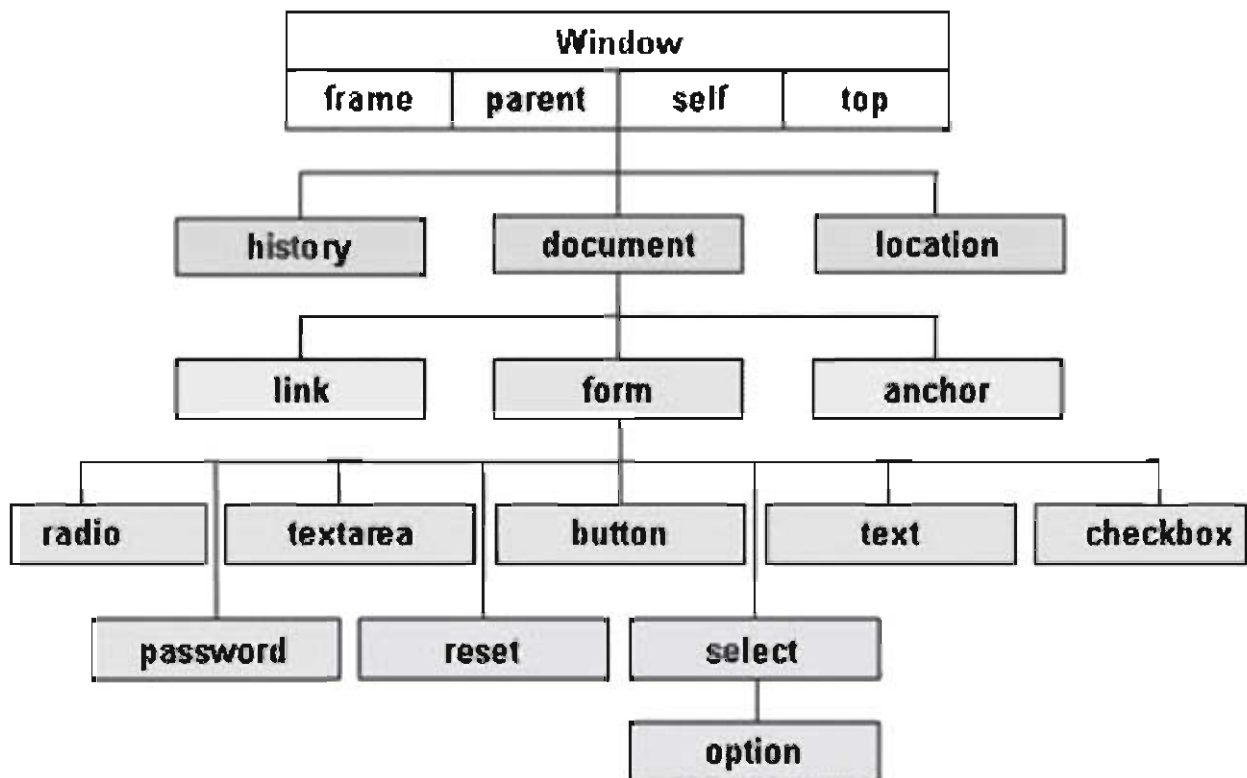 Window
frame parent self top
history document location
link form anchor
radio textarea button text checkbox
password reset select
option